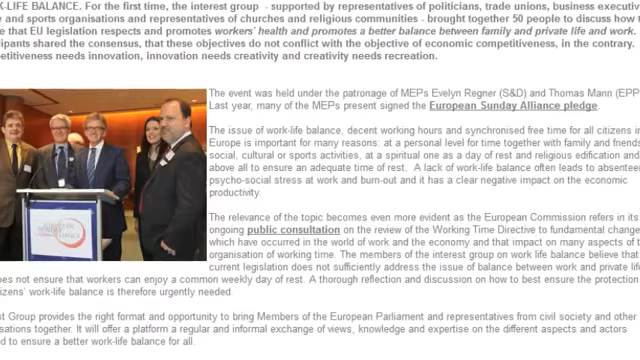 K-LIFE BALANCE. For the first time, the interest group - supported by representatives of politicians, trade unions, business executiv
y and sports organisations and representatives of churches and religious communities - brought together 50 people to discuss how t
e that EU legislation respects and promotes workers' health and promotes a better balance between family and private life and work.
ipants shared the consensus, that these objectives do not conflict with the objective of economic competitiveness, in the contrary.
etitiveness needs innovation, innovation needs creativity and creativity needs recreation.
The event was held under the patronage of MEPs Evelyn Regner (S&D) and Thomas Mann (EPP
Last year, many of the MEPs present signed the European Sunday Alliance pledge.
The issue of work-life balance, decent working hours and synchronised free time for all citizens i
Europe is important for many reasons: at a personal level for time together with family and friends
social, cultural or sports activities, at a spiritual one as a day of rest and religious edification and
above all to ensure an adequate time of rest. A lack of work-life balance often leads to absentee
psycho-social stress at work and burn-out and it has a clear negative impact on the economic
productivity.
The relevance of the topic becomes even more evident as the European Commission refers in its
ongoing public consultation on the review of the Working Time Directive to fundamental change
which have occurred in the world of work and the economy and that impact on many aspects of t
organisation of working time. The members of the interest group on work life balance believe that
current legislation does not sufficiently address the issue of balance between work and private life
oes not ensure that workers can enjoy a common weekly day of rest. A thorough reflection and discussion on how to best ensure the protection
izens' work-life balance is therefore urgently needed.
st Group provides the right format and opportunity to bring Members of the European Parliament and representatives from civil society and other
sations together. It will offer a platform a regular and informal exchange of views, knowledge and expertise on the different aspects and actors
d to ensure a better work-life balance for all.